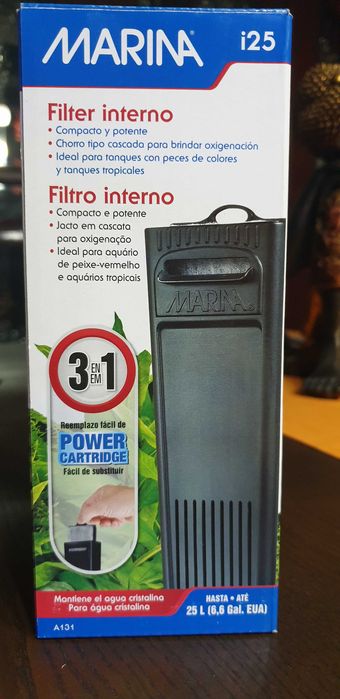 MARINA i25
Filter interno
• Compacto y potente
• Chorro tipo cascada para brindar oxigenación
• Ideal para tanques con peces de colores
y tanques tropicales
Filtro interno
• Compacto e potente
• Jacto em cascata
para oxigenação
• Ideal para aquário
de peixe-vermelho
e aquários tropicais
MARINA
3 EN EM 1
Reemplazo fácil de
POWER
CARTRIDGE
Fácil de substituir
Mantiene el agua cristalina
Para água cristalina
HASTA • ATÉ
25 L (6,6 Gal. EUA)
A131